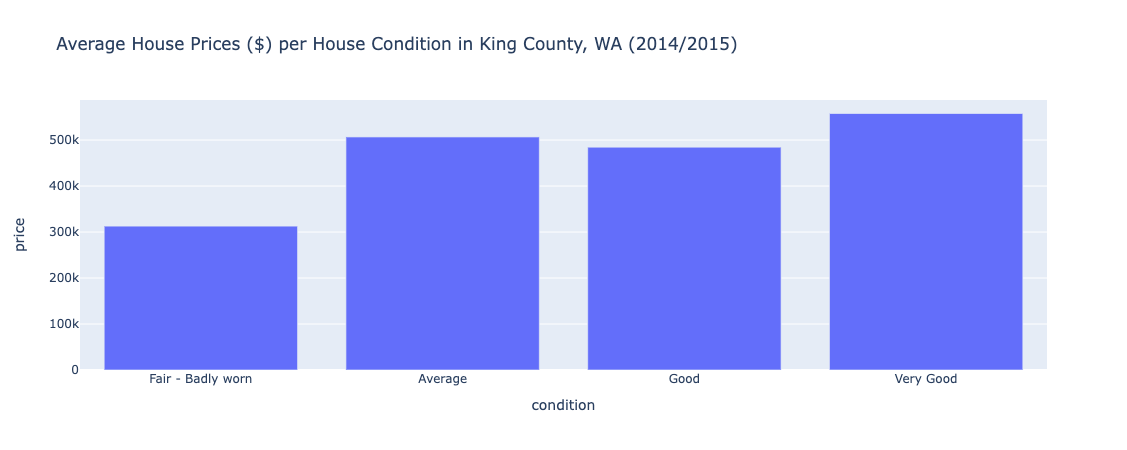 Average House Prices ($) per House Condition in King County, WA (2014/2015)
500k
400k
300k
200k
100k
0
price
Fair - Badly worn
Average
Good
Very Good
condition